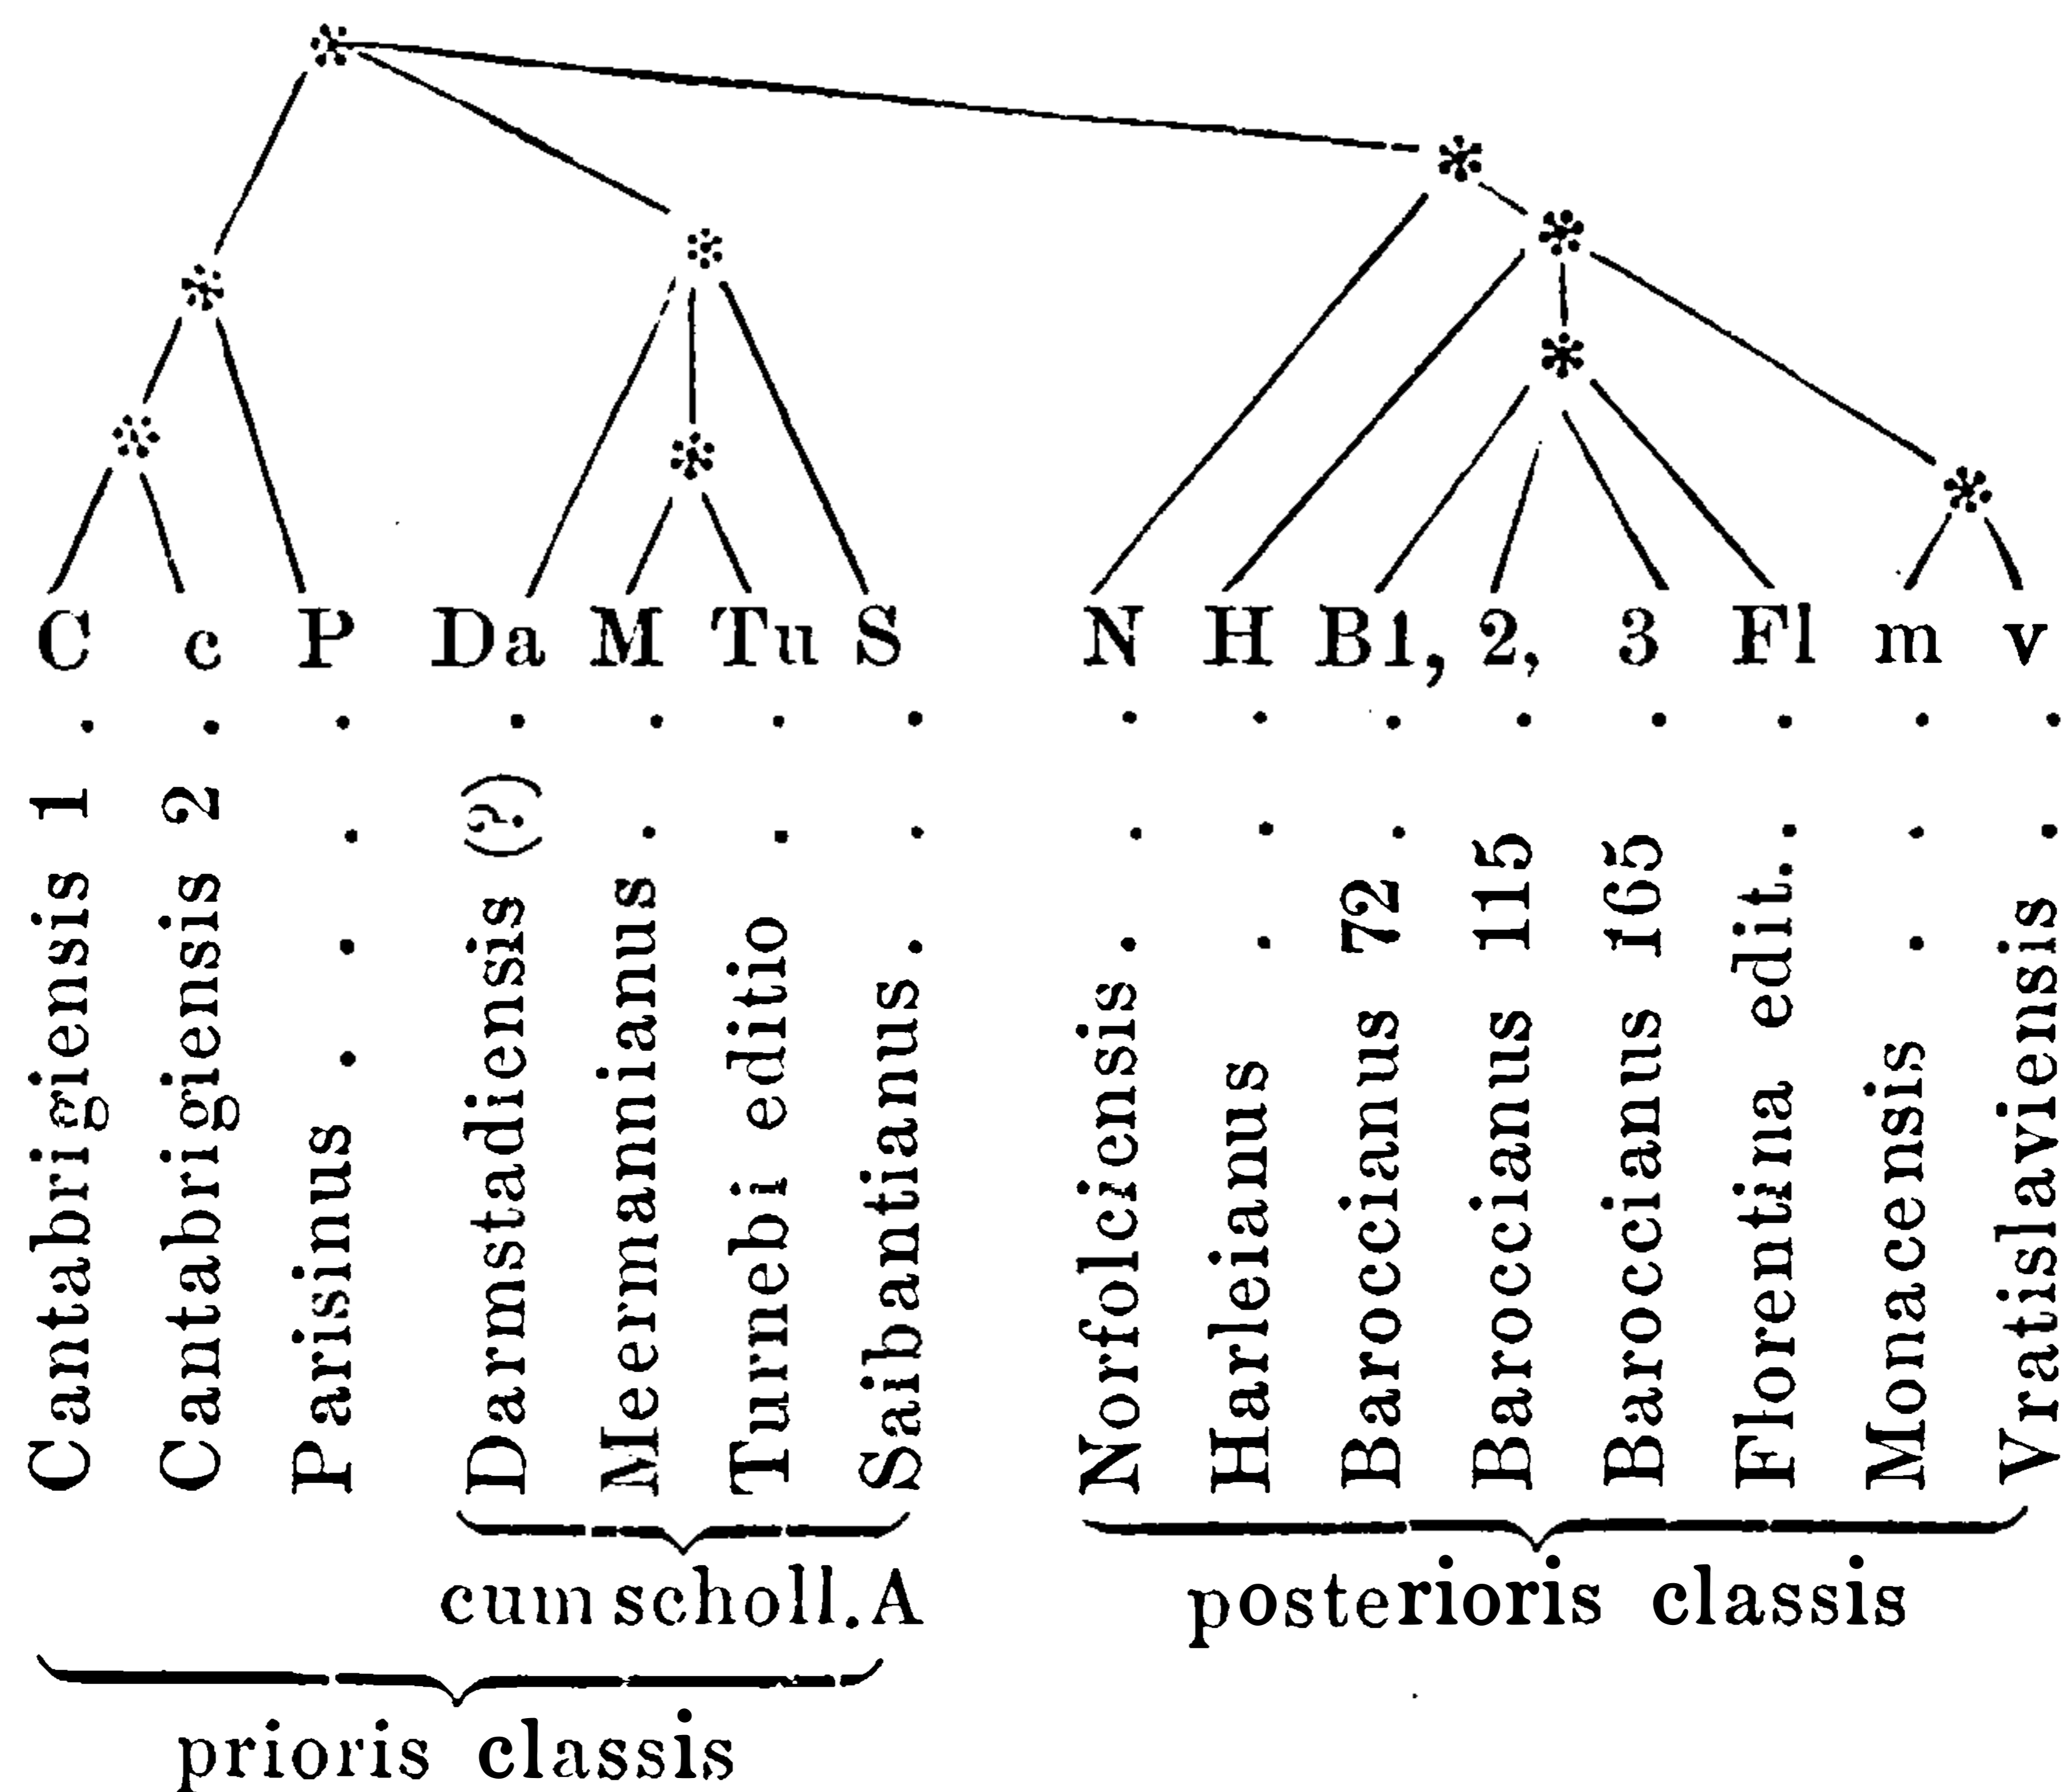 C c P Da M Tu S N H B1, 2, 3 Fl m v
Cantabrigiensis 1
Cantabrigiensis 2
Parisinus
Darmstadiensis (?)
Meermannianus
Turnebi editio
Saibantianus
Norfolciensis
Harleianus
Baroccianus 72
Baroccianus 115
Baroccianus 165
Florentina edit.
Monacensis
Vratislaviensis
cum scholl. A
posterioris classis
prioris classis